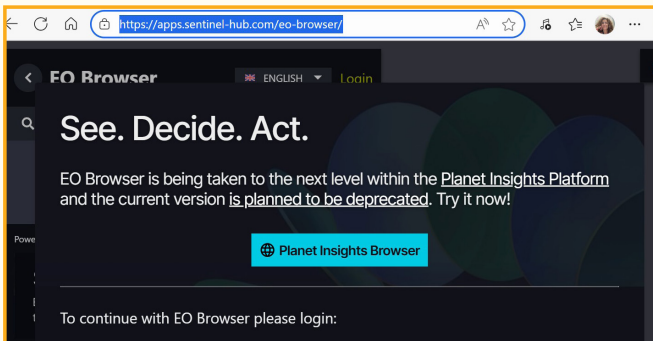 https://apps.sentinel-hub.com/eo-browser/
EO Browser
ENGLISH
Login
See. Decide. Act.
EO Browser is being taken to the next level within the Planet Insights Platform
and the current version is planned to be deprecated. Try it now!
Planet Insights Browser
Powe
To continue with EO Browser please login: